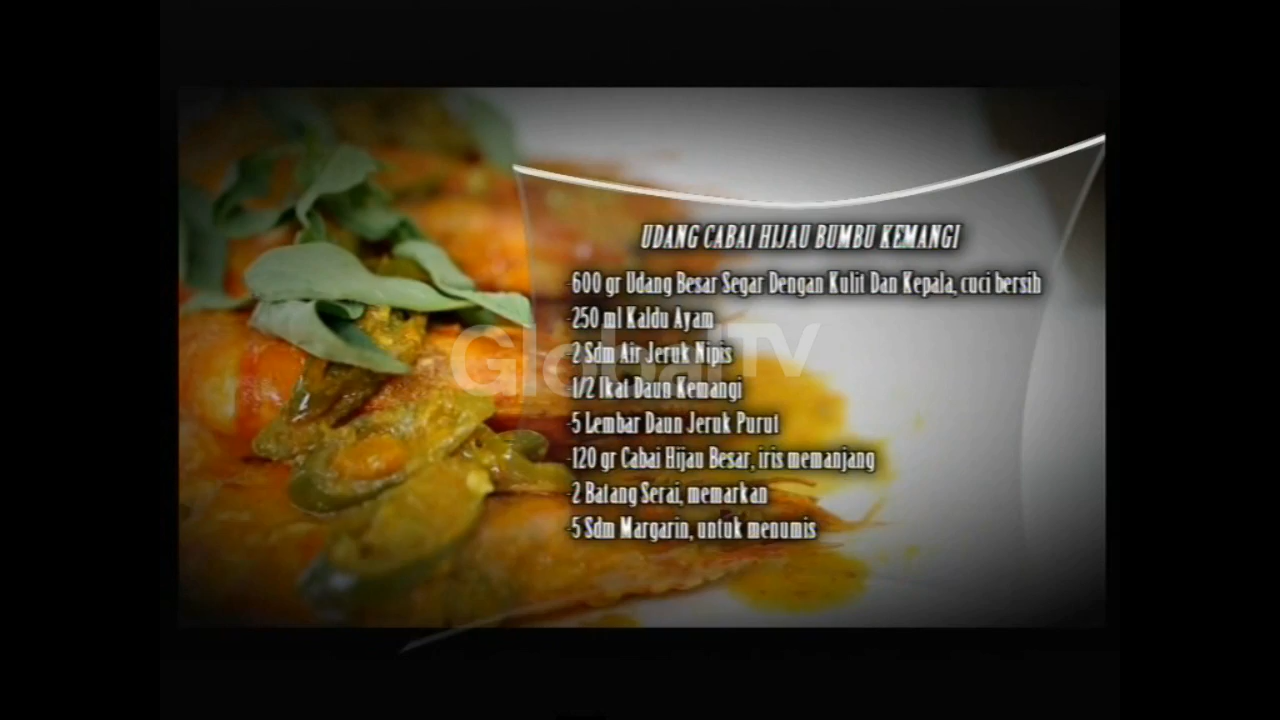 UDANG CABAI HIJAU BUMBU KEMANGI
-600 gr Udang Besar Segar Dengan Kulit Dan Kepala, cuci bersih
-250 ml Kaldu Ayam
-2 Sdm Air Jeruk Nipis
-1/2 Ikat Daun Kemangi
-5 Lembar Daun Jeruk Purut
-120 gr Cabai Hijau Besar, iris memanjang
-2 Batang Serai, memarkan
-5 Sdm Margarin, untuk menumis
GlobalTV